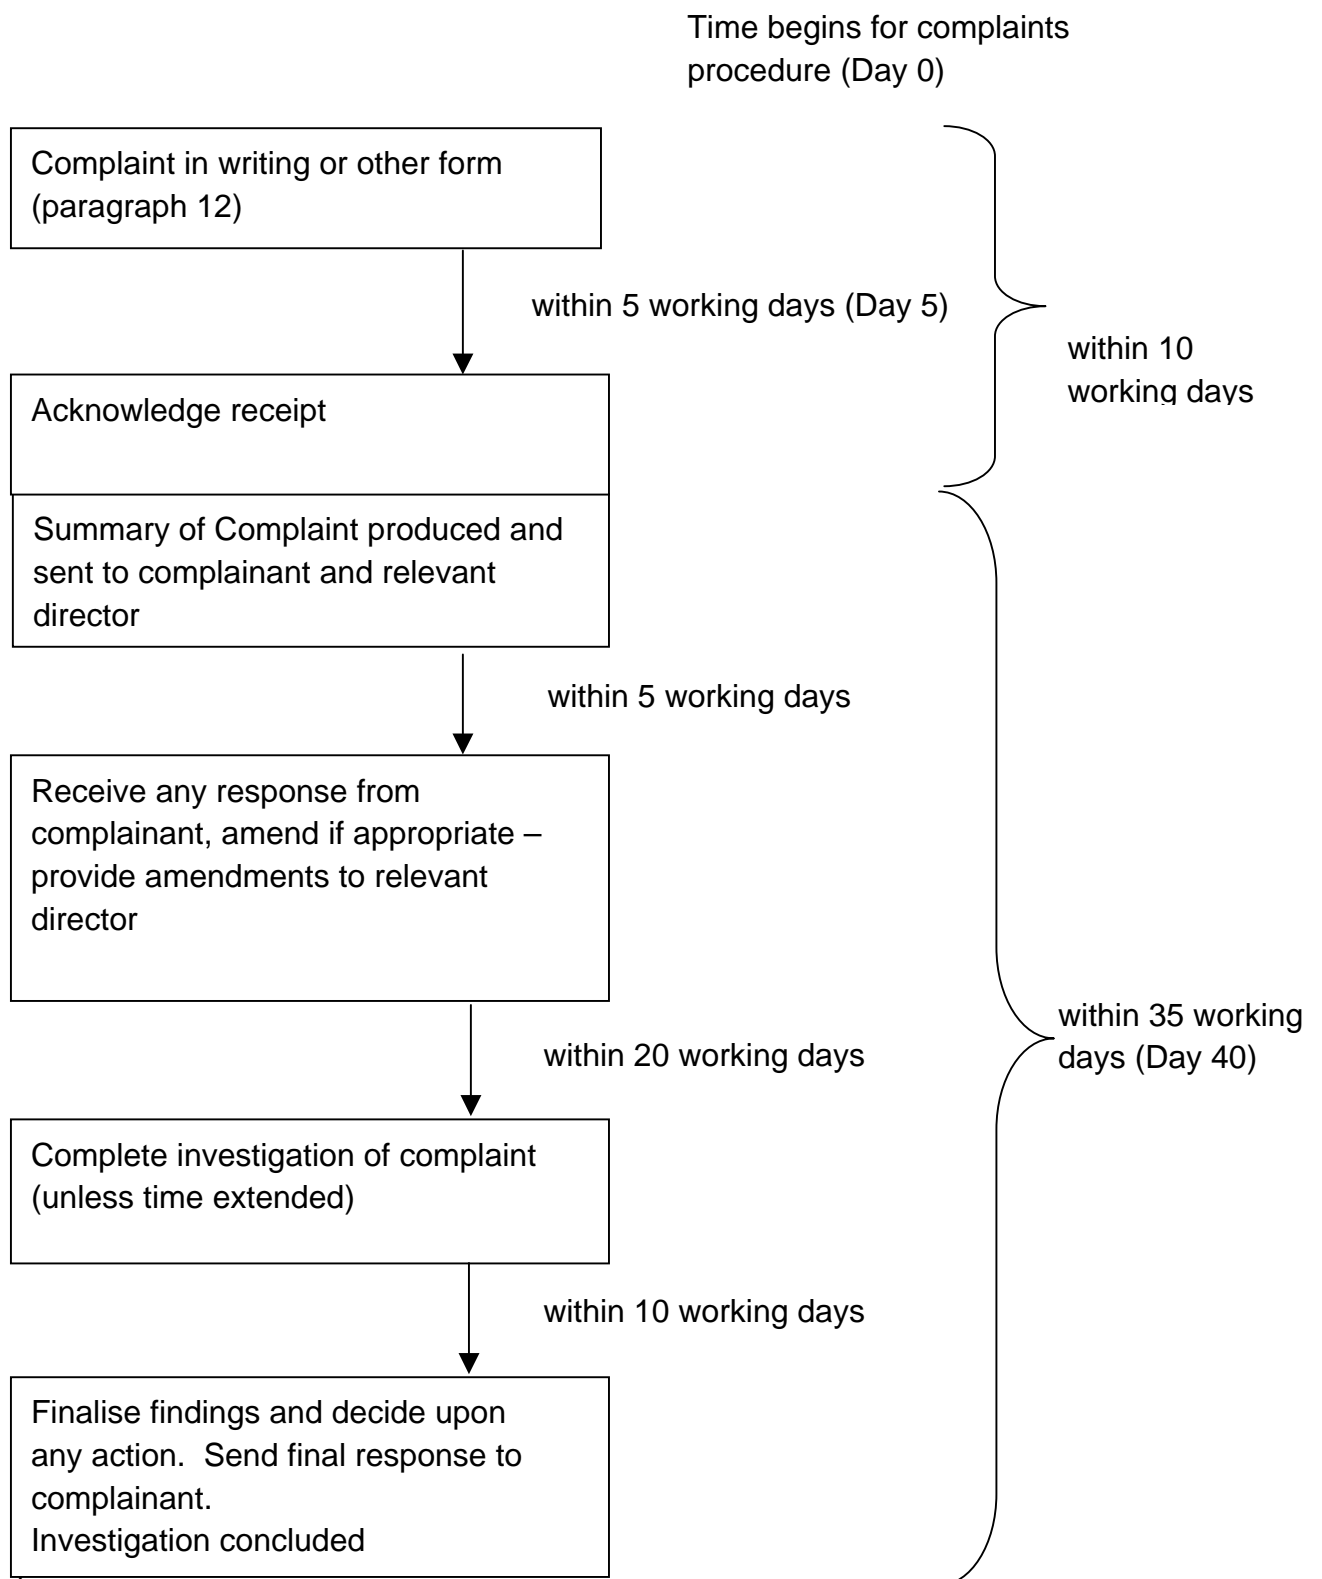 Time begins for complaints
procedure (Day 0)
Complaint in writing or other form
(paragraph 12)
within 5 working days (Day 5)
within 10
working days
Acknowledge receipt
Summary of Complaint produced and
sent to complainant and relevant
director
within 5 working days
Receive any response from
complainant, amend if appropriate –
provide amendments to relevant
director
within 35 working
days (Day 40)
within 20 working days
Complete investigation of complaint
(unless time extended)
within 10 working days
Finalise findings and decide upon
any action.  Send final response to
complainant.
Investigation concluded